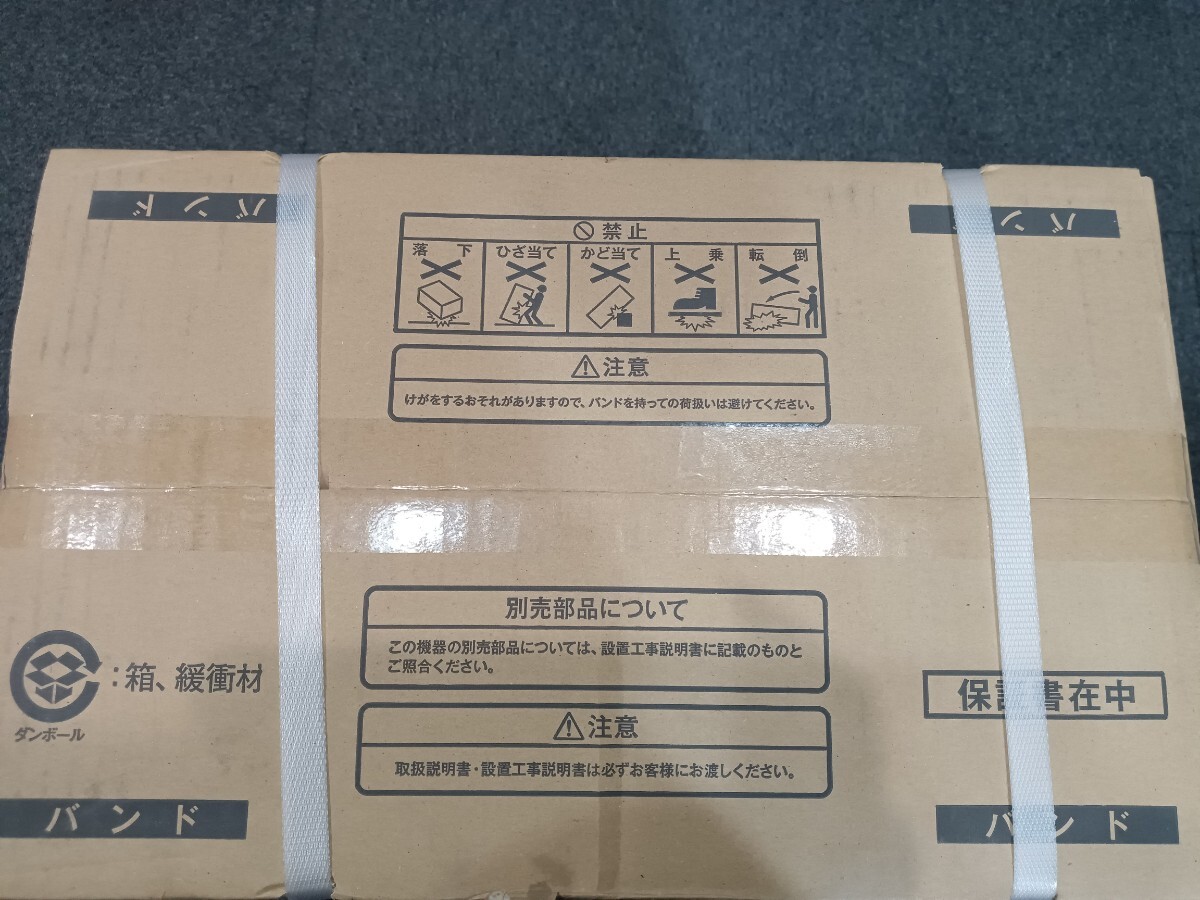 バンド
バンド
禁止
落下 ひざ当て かど当て 上乗 転倒
注意
けがをするおそれがありますので、バンドを持っての荷扱いは避けてください。
別売部品について
この機器の別売部品については、設置工事説明書に記載のものと
ご照合ください。
:箱、緩衝材
ダンボール
保証書在中
注意
取扱説明書・設置工事説明書は必ずお客様にお渡しください。
バンド
バンド